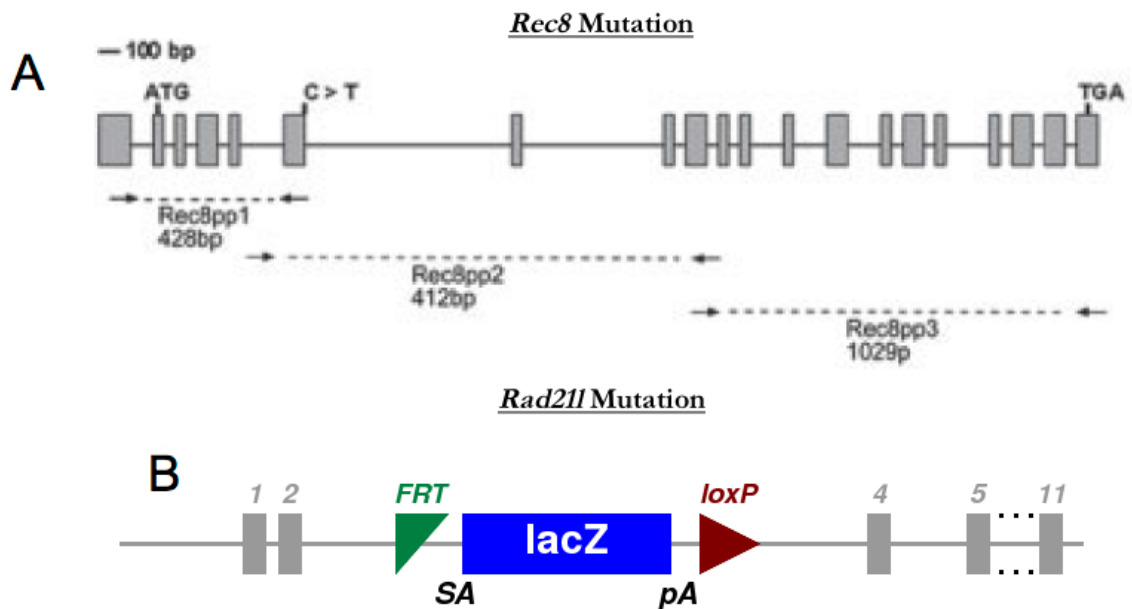 Rec8 Mutation
100 bp
A
ATG
C > T
TGA
Rec8pp1
428bp
Rec8pp2
412bp
Rec8pp3
1029p
Rad21l Mutation
B
1 2 FRT loxP 4 5 11
lacZ
SA pA